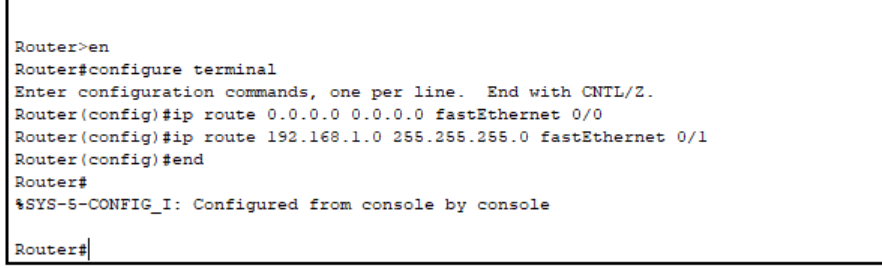 Router>en
Router#configure terminal
Enter configuration commands, one per line.  End with CNTL/Z.
Router(config)#ip route 0.0.0.0 0.0.0.0 fastEthernet 0/0
Router(config)#ip route 192.168.1.0 255.255.255.0 fastEthernet 0/1
Router(config)#end
Router#
%SYS-5-CONFIG_I: Configured from console by console
Router#